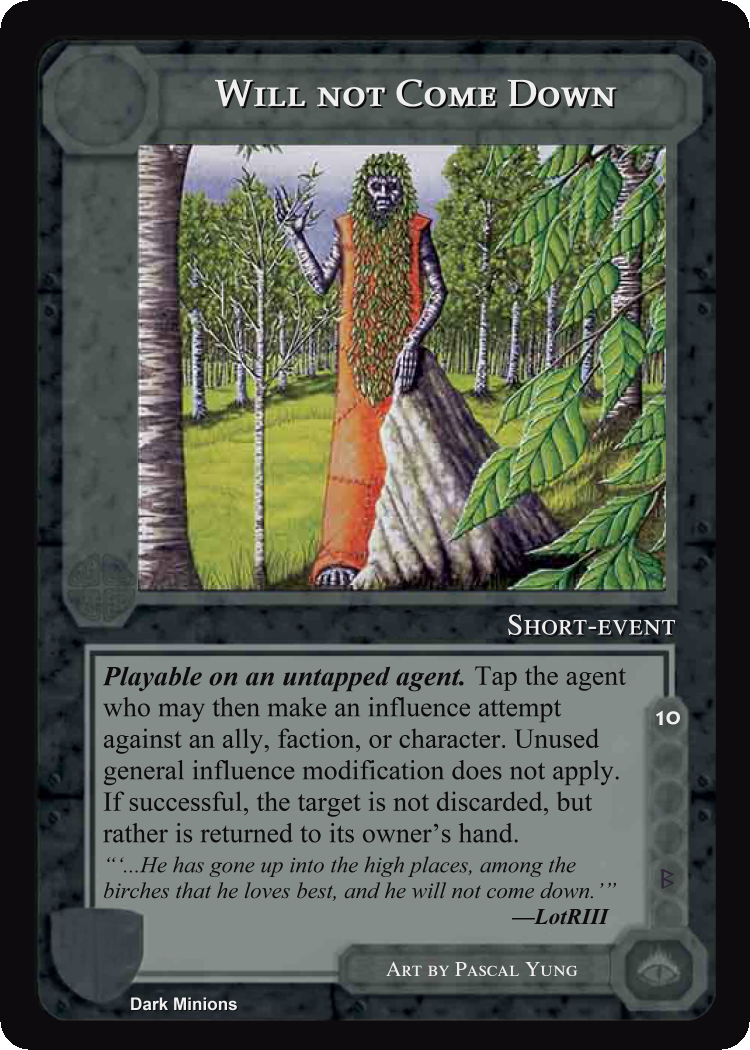 Will not Come Down
Short-event
Playable on an untapped agent. Tap the agent
who may then make an influence attempt
against an ally, faction, or character. Unused
general influence modification does not apply.
If successful, the target is not discarded, but
rather is returned to its owner's hand.
"'...He has gone up into the high places, among the
birches that he loves best, and he will not come down.'"
—LotRIII
10
B
Art by Pascal Yung
Dark Minions